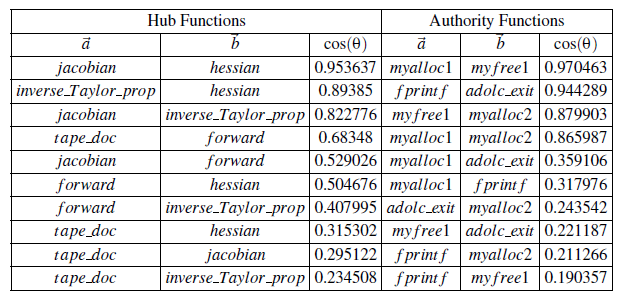 Hub Functions Authority Functions
a⃗ b⃗ cos(θ) a⃗ b⃗ cos(θ)
jacobian hessian 0.953637 myalloc1 myfree1 0.970463
inverse_Taylor_prop hessian 0.89385 fprintf adolc_exit 0.944289
jacobian inverse_Taylor_prop 0.822776 myfree1 myalloc2 0.879903
tape_doc forward 0.68348 myalloc1 myalloc2 0.865987
jacobian forward 0.529026 myalloc1 adolc_exit 0.359106
forward hessian 0.504676 myalloc1 fprintf 0.317976
forward inverse_Taylor_prop 0.407995 adolc_exit myalloc2 0.243542
tape_doc hessian 0.315302 myfree1 adolc_exit 0.221187
tape_doc jacobian 0.295122 fprintf myalloc2 0.211266
tape_doc inverse_Taylor_prop 0.234508 fprintf myfree1 0.190357